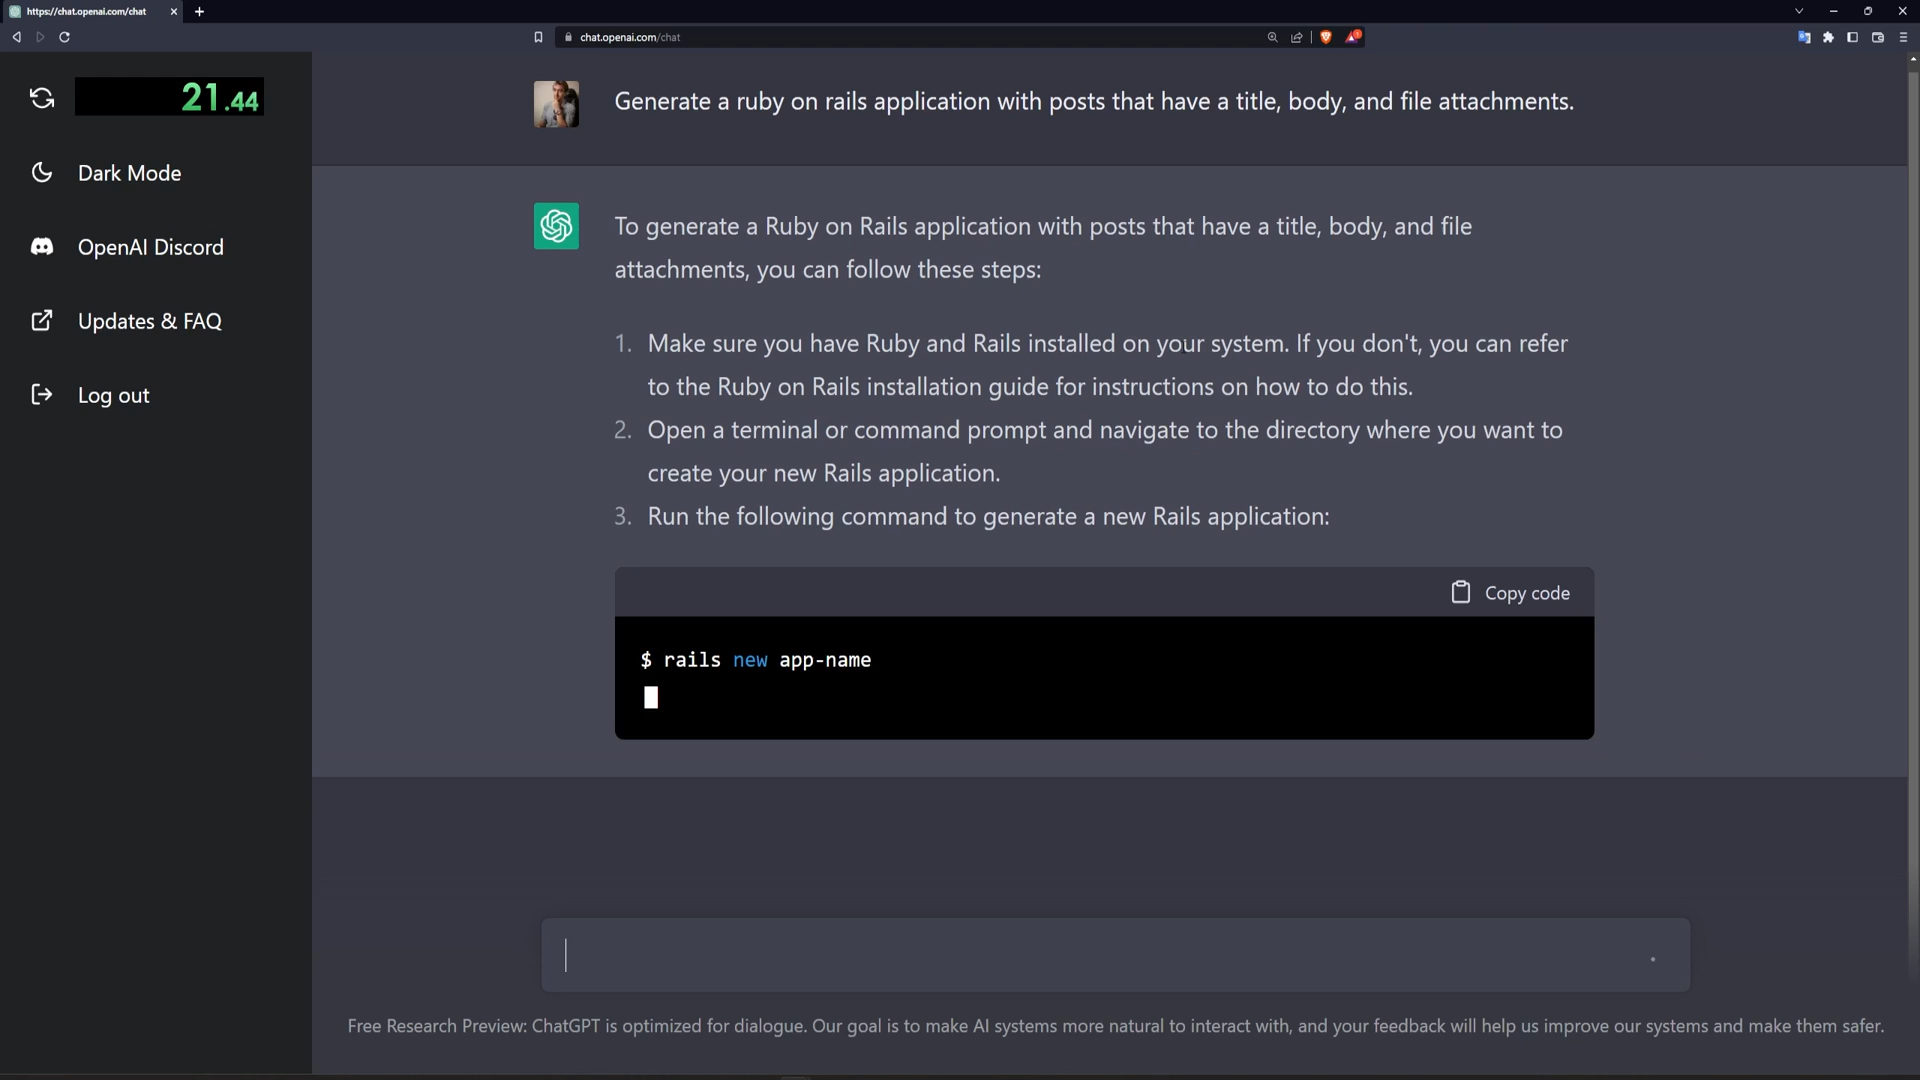 https://chat.openai.com/chat
chat.openai.com/chat
21.44
Dark Mode
OpenAI Discord
Updates & FAQ
Log out
Generate a ruby on rails application with posts that have a title, body, and file attachments.
To generate a Ruby on Rails application with posts that have a title, body, and file
attachments, you can follow these steps:
1. Make sure you have Ruby and Rails installed on your system. If you don't, you can refer
to the Ruby on Rails installation guide for instructions on how to do this.
2. Open a terminal or command prompt and navigate to the directory where you want to
create your new Rails application.
3. Run the following command to generate a new Rails application:
Copy code
$ rails new app-name
Free Research Preview: ChatGPT is optimized for dialogue. Our goal is to make AI systems more natural to interact with, and your feedback will help us improve our systems and make them safer.